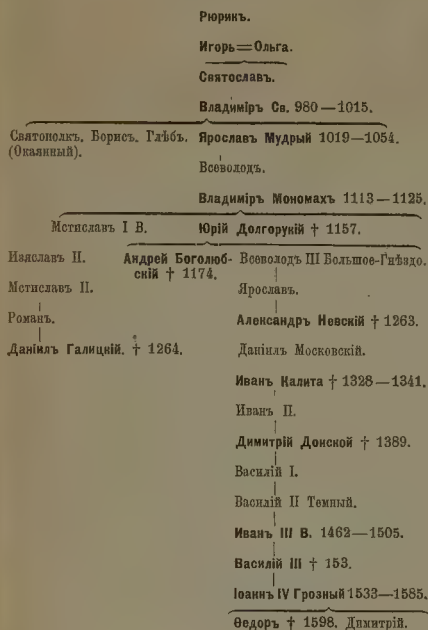 Рюрикъ.
Игорь=Ольга.
Святославъ.
Владиміръ Св. 980—1015.
Святополкъ. Борисъ. Глѣбъ. Ярославъ Мудрый 1019—1054.
(Окаянный).
Всеволодъ.
Владиміръ Мономахъ 1113—1125.
Мстиславъ I В. Юрій Долгорукій † 1157.
Изяславъ II. Андрей Боголюб- Всеволодъ III Большое-Гнѣздо.
скій † 1174.
Мстиславъ II. Ярославъ.
Романъ. Александръ Невскій † 1263.
Даніилъ Галицкій. † 1264. Даніилъ Московскій.
Иванъ Калита † 1328—1341.
Иванъ II.
Димитрій Донской † 1389.
Василій I.
Василій II Темный.
Иванъ III В. 1462—1505.
Василій III † 153.
Іоаннъ IV Грозный 1533—1585.
Ѳедоръ † 1598. Димитрій.